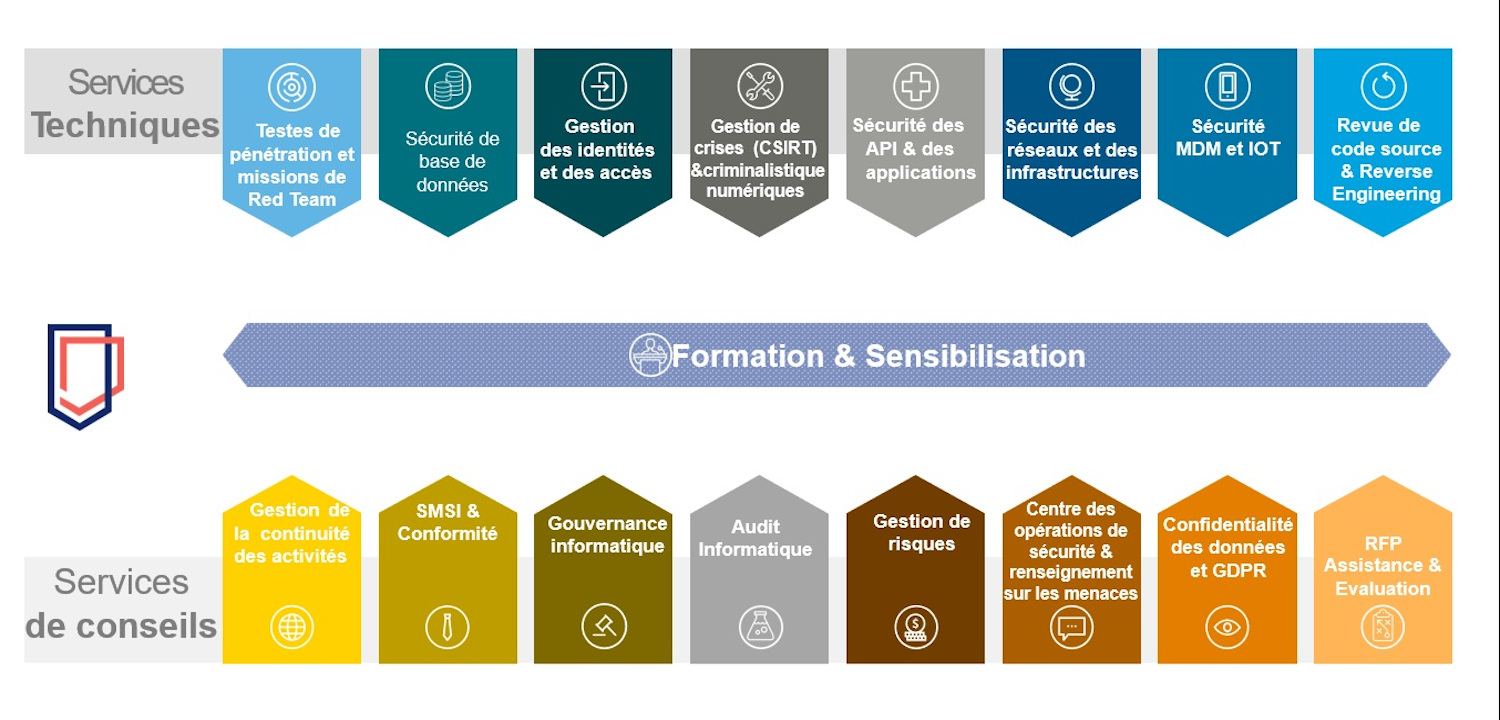 Services
Techniques
Testes de
pénétration et
missions de
Red Team
Sécurité de
base de
données
Gestion
des identités
et des accès
Gestion de
crises (CSIRT)
&criminalistique
numériques
Sécurité des
API & des
applications
Sécurité des
réseaux et des
infrastructures
Sécurité
MDM et IOT
Revue de
code source
& Reverse
Engineering
Formation & Sensibilisation
Services
de conseils
Gestion de
la continuité
des activités
SMSI &
Conformité
Gouvernance
informatique
Audit
Informatique
Gestion de
risques
Centre des
opérations de
sécurité &
renseignement
sur les menaces
Confidentialité
des données
et GDPR
RFP
Assistance &
Evaluation